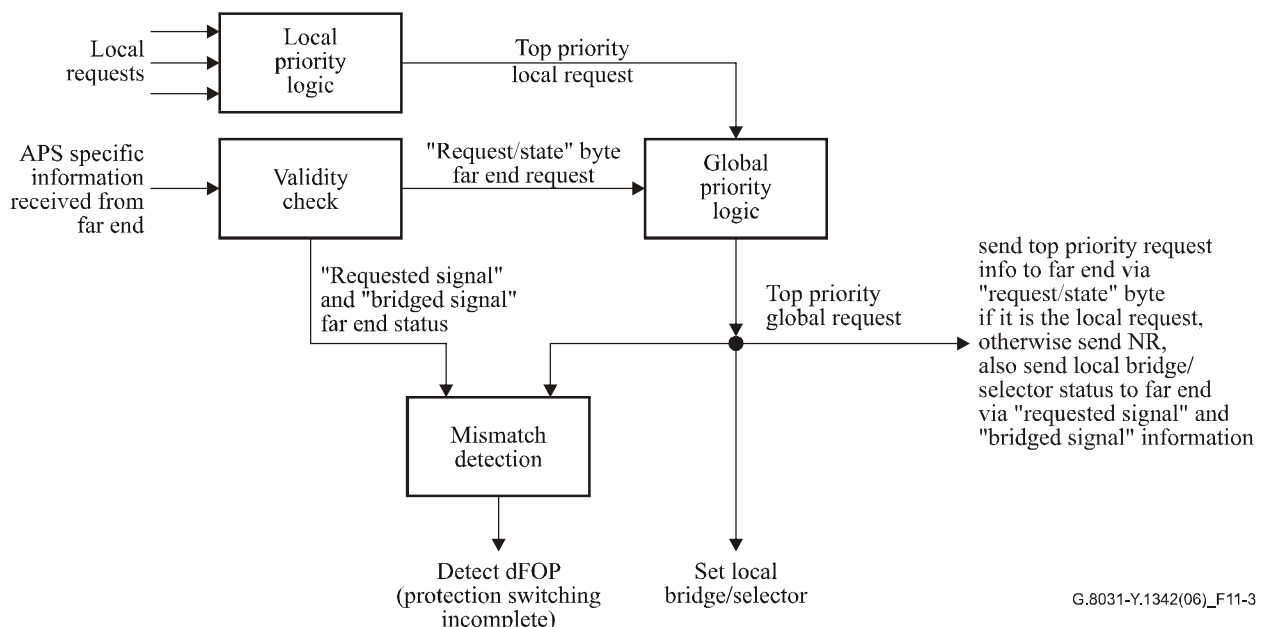 Local
requests
Local
priority
logic
Top priority
local request
APS specific
information
received from
far end
Validity
check
"Request/state" byte
far end request
Global
priority
logic
"Requested signal"
and "bridged signal"
far end status
Top priority
global request
send top priority request
info to far end via
"request/state" byte
if it is the local request,
otherwise send NR,
also send local bridge/
selector status to far end
via "requested signal" and
"bridged signal" information
Mismatch
detection
Detect dFOP
(protection switching
incomplete)
Set local
bridge/selector
G.8031-Y.1342(06)_F11-3